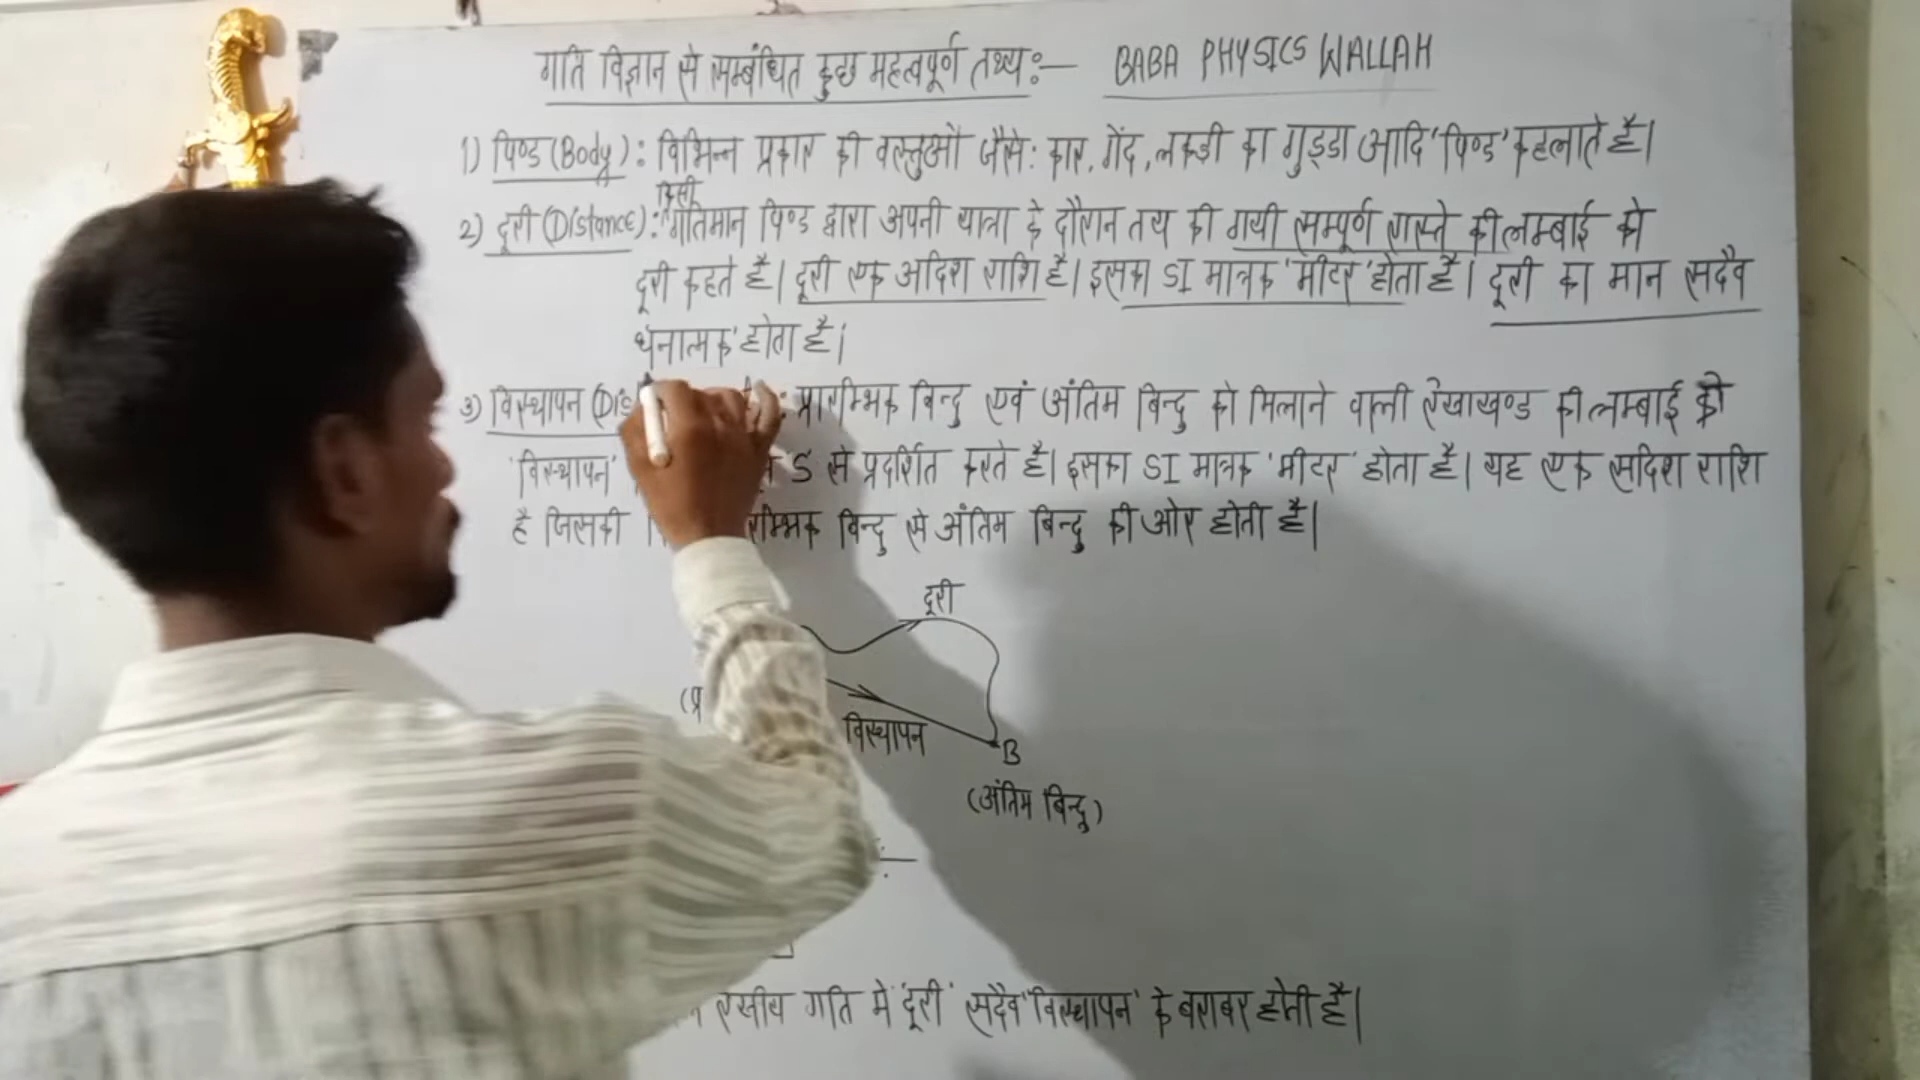 गति विज्ञान से सम्बंधित कुछ महत्वपूर्ण तथ्य:— BABA PHYSICS WALLAH
1) पिण्ड (Body): विभिन्न प्रकार की वस्तुओं जैसे: कार, गेंद, लकड़ी का गुड्डा आदि 'पिण्ड' कहलाते है।
किसी
2) दूरी (Distance): गतिमान पिण्ड द्वारा अपनी यात्रा के दौरान तय की गयी सम्पूर्ण रास्ते की लम्बाई को
दूरी कहते है। दूरी एक अदिश राशि है। इसका SI मात्रक 'मीटर' होता है। दूरी का मान सदैव
'धनात्मक' होता है।
3) विस्थापन (Dis : प्रारम्भिक बिन्दु एवं अंतिम बिन्दु को मिलाने वाली रेखाखण्ड की लम्बाई को
'विस्थापन' S से प्रदर्शित करते है। इसका SI मात्रक 'मीटर' होता है। यह एक सदिश राशि
है जिसकी बिन्दु से अंतिम बिन्दु की ओर होती है।
दूरी
(प्र
विस्थापन
B
(अंतिम बिन्दु)
गति में 'दूरी' सदैव 'विस्थापन' के बराबर होती है।